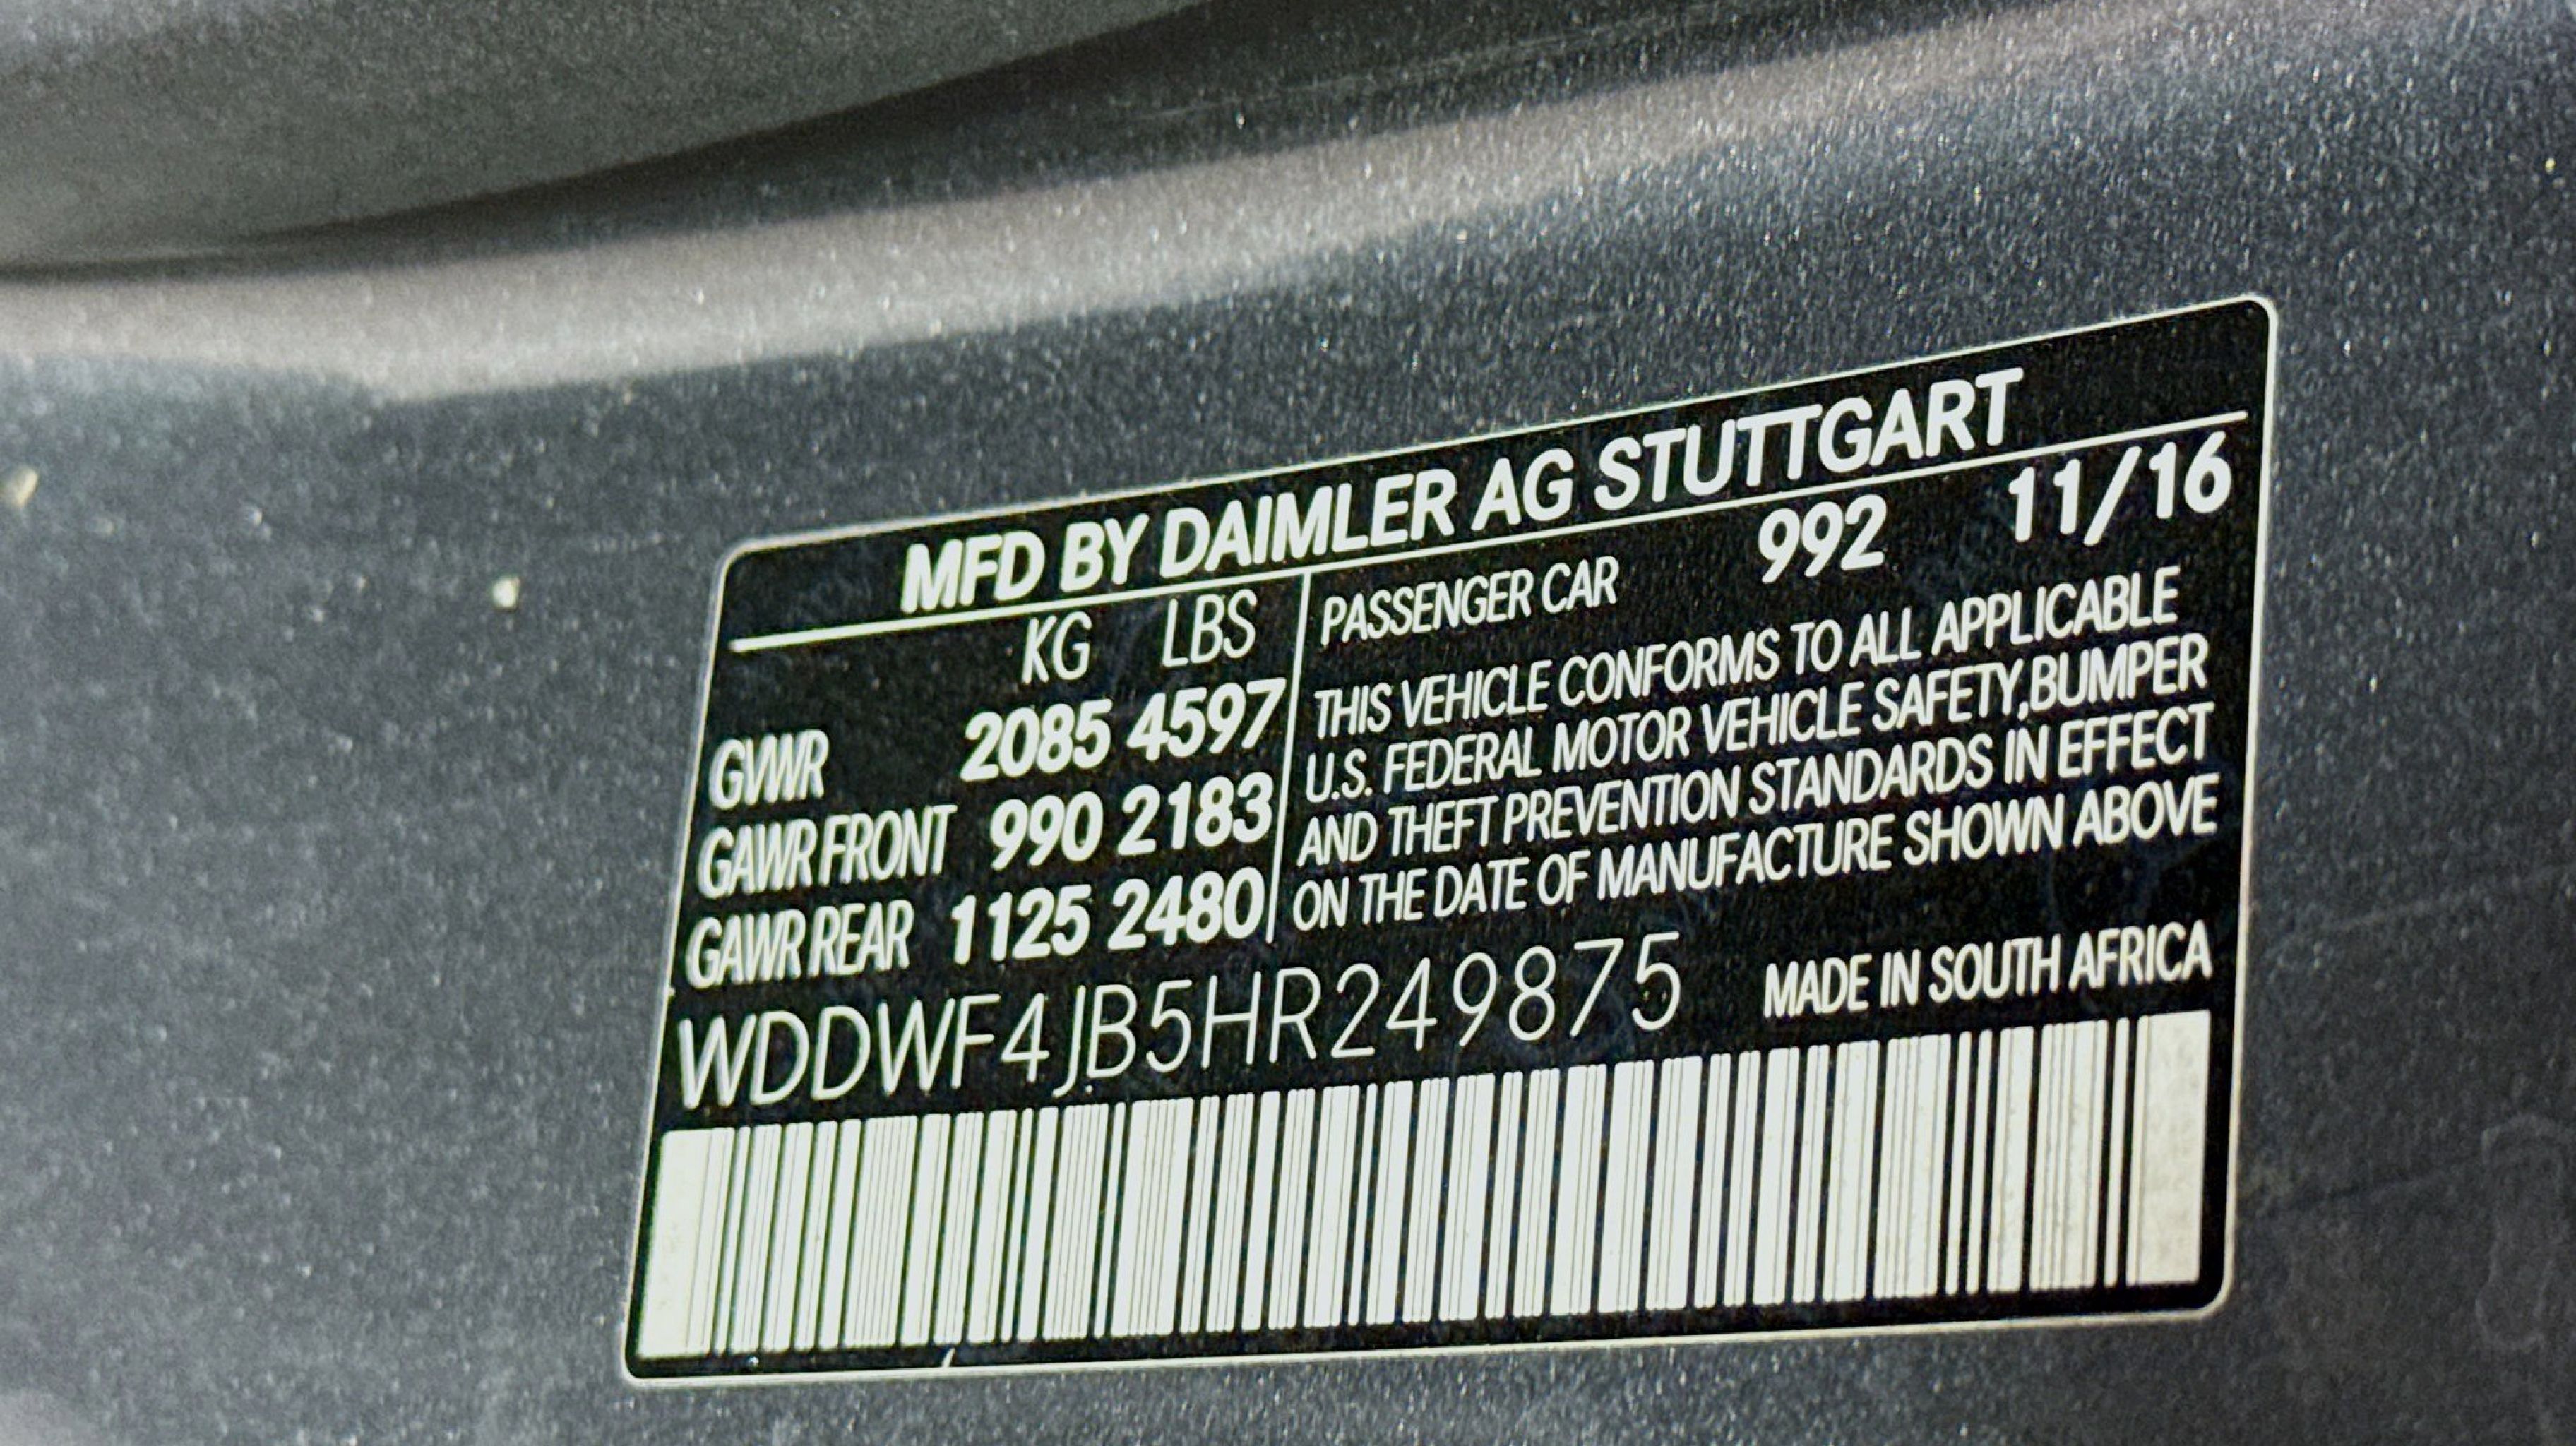 MFD BY DAIMLER AG STUTTGART
KG LBS
GVWR 2085 4597
GAWR FRONT 990 2183
GAWR REAR 1125 2480
PASSENGER CAR 992 11/16
THIS VEHICLE CONFORMS TO ALL APPLICABLE
U.S. FEDERAL MOTOR VEHICLE SAFETY,BUMPER
AND THEFT PREVENTION STANDARDS IN EFFECT
ON THE DATE OF MANUFACTURE SHOWN ABOVE
WDDWF4JB5HR249875 MADE IN SOUTH AFRICA